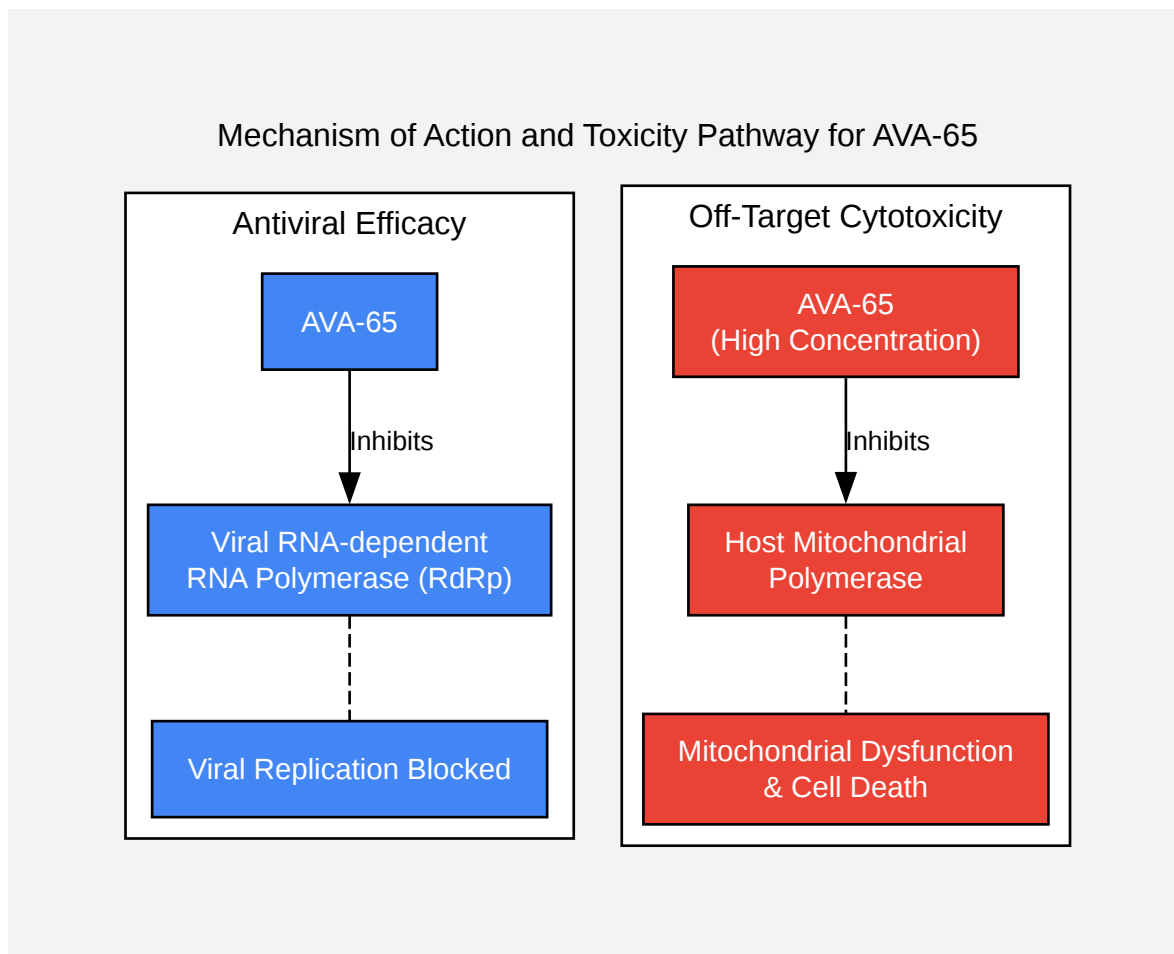 Mechanism of Action and Toxicity Pathway for AVA-65
Antiviral Efficacy
AVA-65
Inhibits
Viral RNA-dependent
RNA Polymerase (RdRp)
Viral Replication Blocked
Off-Target Cytotoxicity
AVA-65
(High Concentration)
Inhibits
Host Mitochondrial
Polymerase
Mitochondrial Dysfunction
& Cell Death